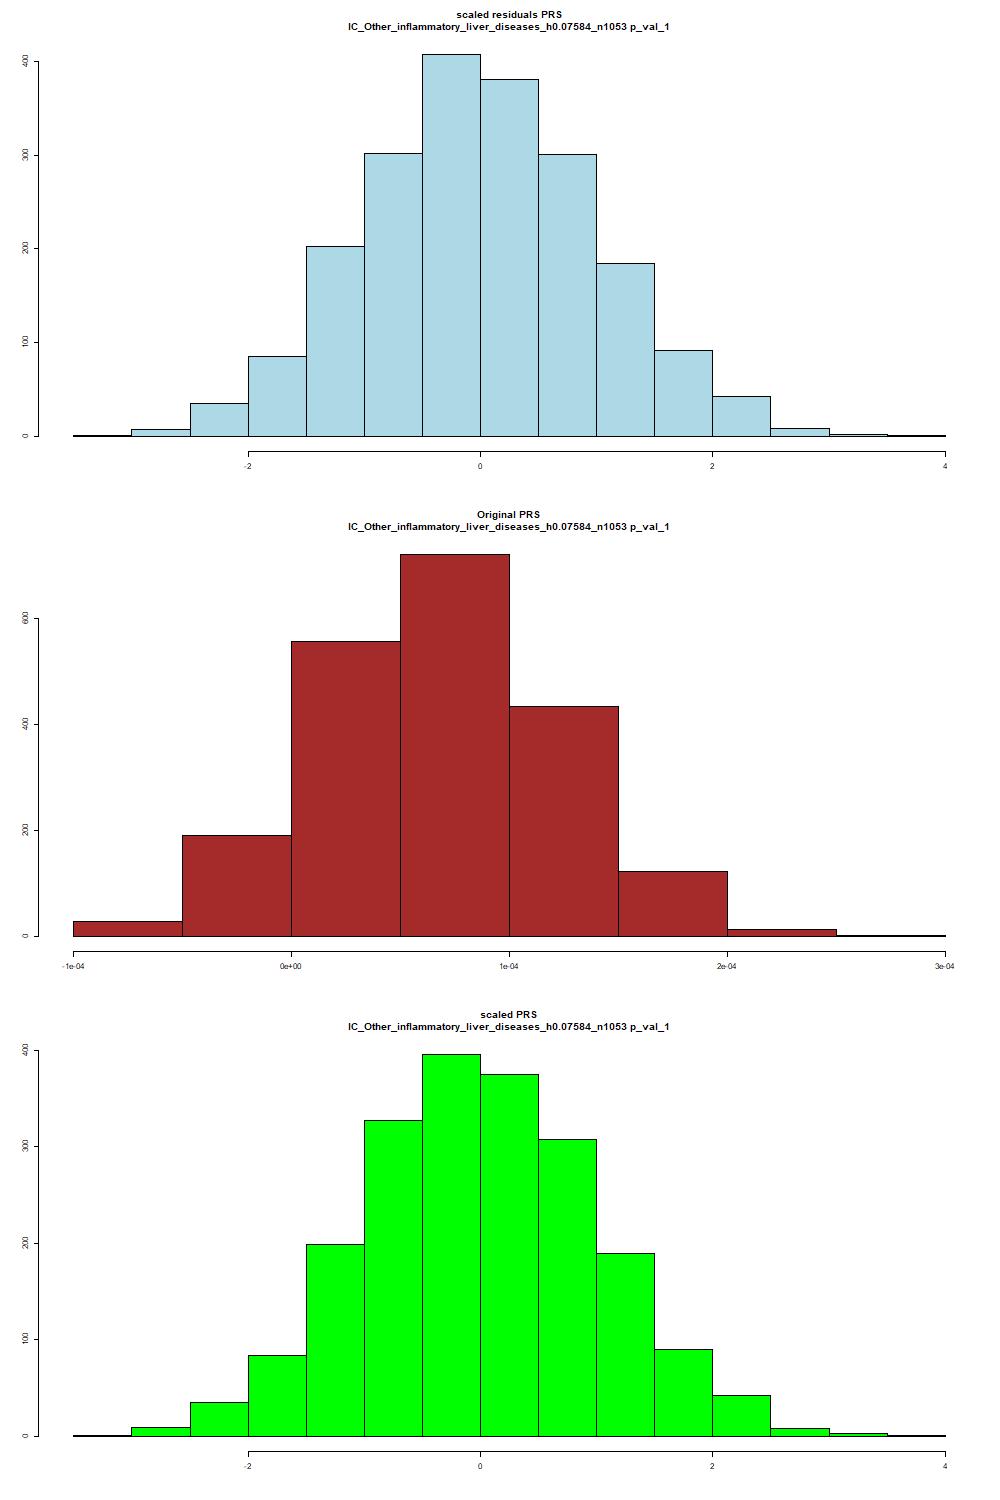 scaled residuals PRS
IC_Other_inflammatory_liver_diseases_h0.07584_n1053 p_val_1
400
300
200
100
0
-2 0 2 4
Original PRS
IC_Other_inflammatory_liver_diseases_h0.07584_n1053 p_val_1
600
400
200
0
-1e-04 0e+00 1e-04 2e-04 3e-04
scaled PRS
IC_Other_inflammatory_liver_diseases_h0.07584_n1053 p_val_1
400
300
200
100
0
-2 0 2 4